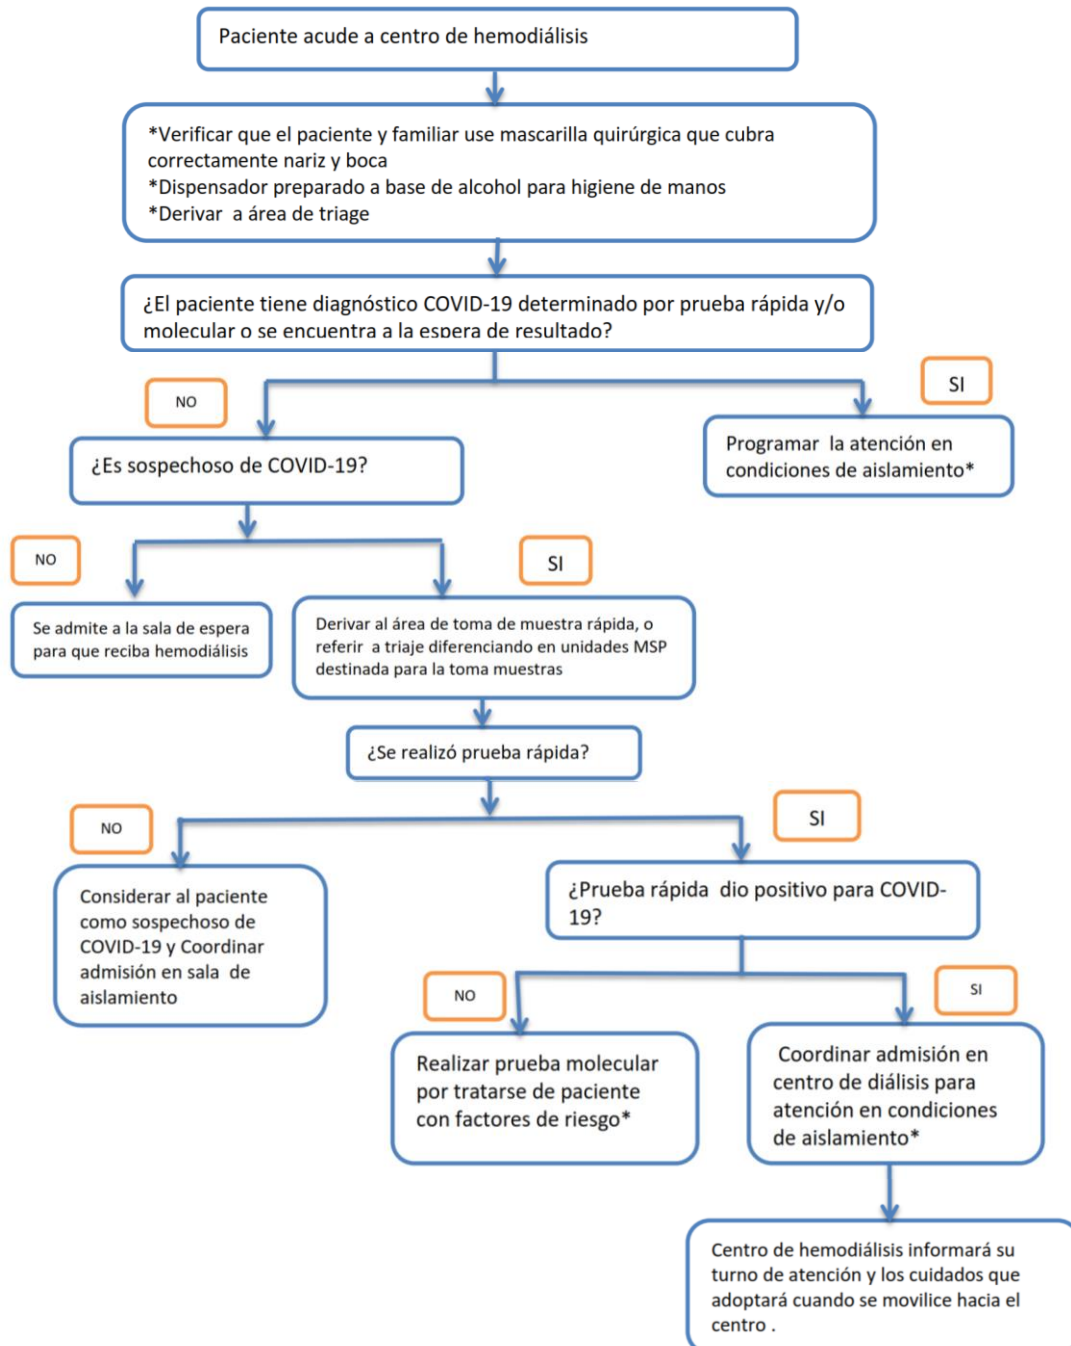 Paciente acude a centro de hemodiálisis
*Verificar que el paciente y familiar use mascarilla quirúrgica que cubra
correctamente nariz y boca
*Dispensador preparado a base de alcohol para higiene de manos
*Derivar a área de triage
¿El paciente tiene diagnóstico COVID-19 determinado por prueba rápida y/o
molecular o se encuentra a la espera de resultado?
NO
SI
¿Es sospechoso de COVID-19?
Programar la atención en
condiciones de aislamiento*
NO
SI
Se admite a la sala de espera
para que reciba hemodiálisis
Derivar al área de toma de muestra rápida, o
referir a triaje diferenciando en unidades MSP
destinada para la toma muestras
¿Se realizó prueba rápida?
NO
SI
Considerar al paciente
como sospechoso de
COVID-19 y Coordinar
admisión en sala de
aislamiento
¿Prueba rápida dio positivo para COVID-
19?
NO
SI
Realizar prueba molecular
por tratarse de paciente
con factores de riesgo*
Coordinar admisión en
centro de diálisis para
atención en condiciones
de aislamiento*
Centro de hemodiálisis informará su
turno de atención y los cuidados que
adoptará cuando se movilice hacia el
centro .